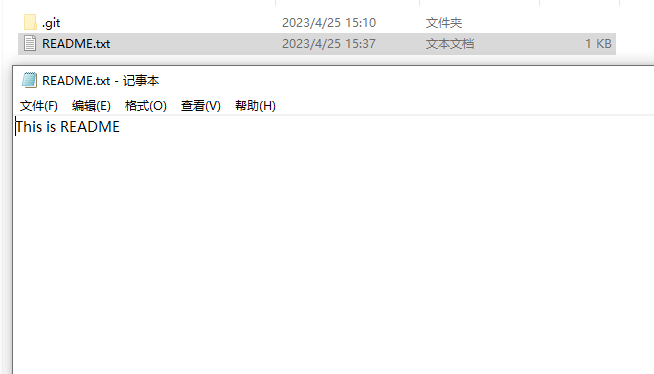 .git 2023/4/25 15:10 文件夹
README.txt 2023/4/25 15:37 文本文档 1 KB
README.txt - 记事本
文件(F) 编辑(E) 格式(O) 查看(V) 帮助(H)
This is README